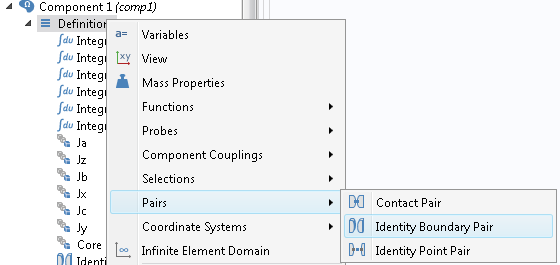 Component 1 (comp1)
Definition
Integr
Integr
Integr
Integr
Integr
Integr
Ja
Jz
Jb
Jx
Jc
Jy
Core
Identi
a=
Variables
xy
View
Mass Properties
Functions
Probes
Component Couplings
Selections
Pairs
Coordinate Systems
Infinite Element Domain
Contact Pair
Identity Boundary Pair
Identity Point Pair